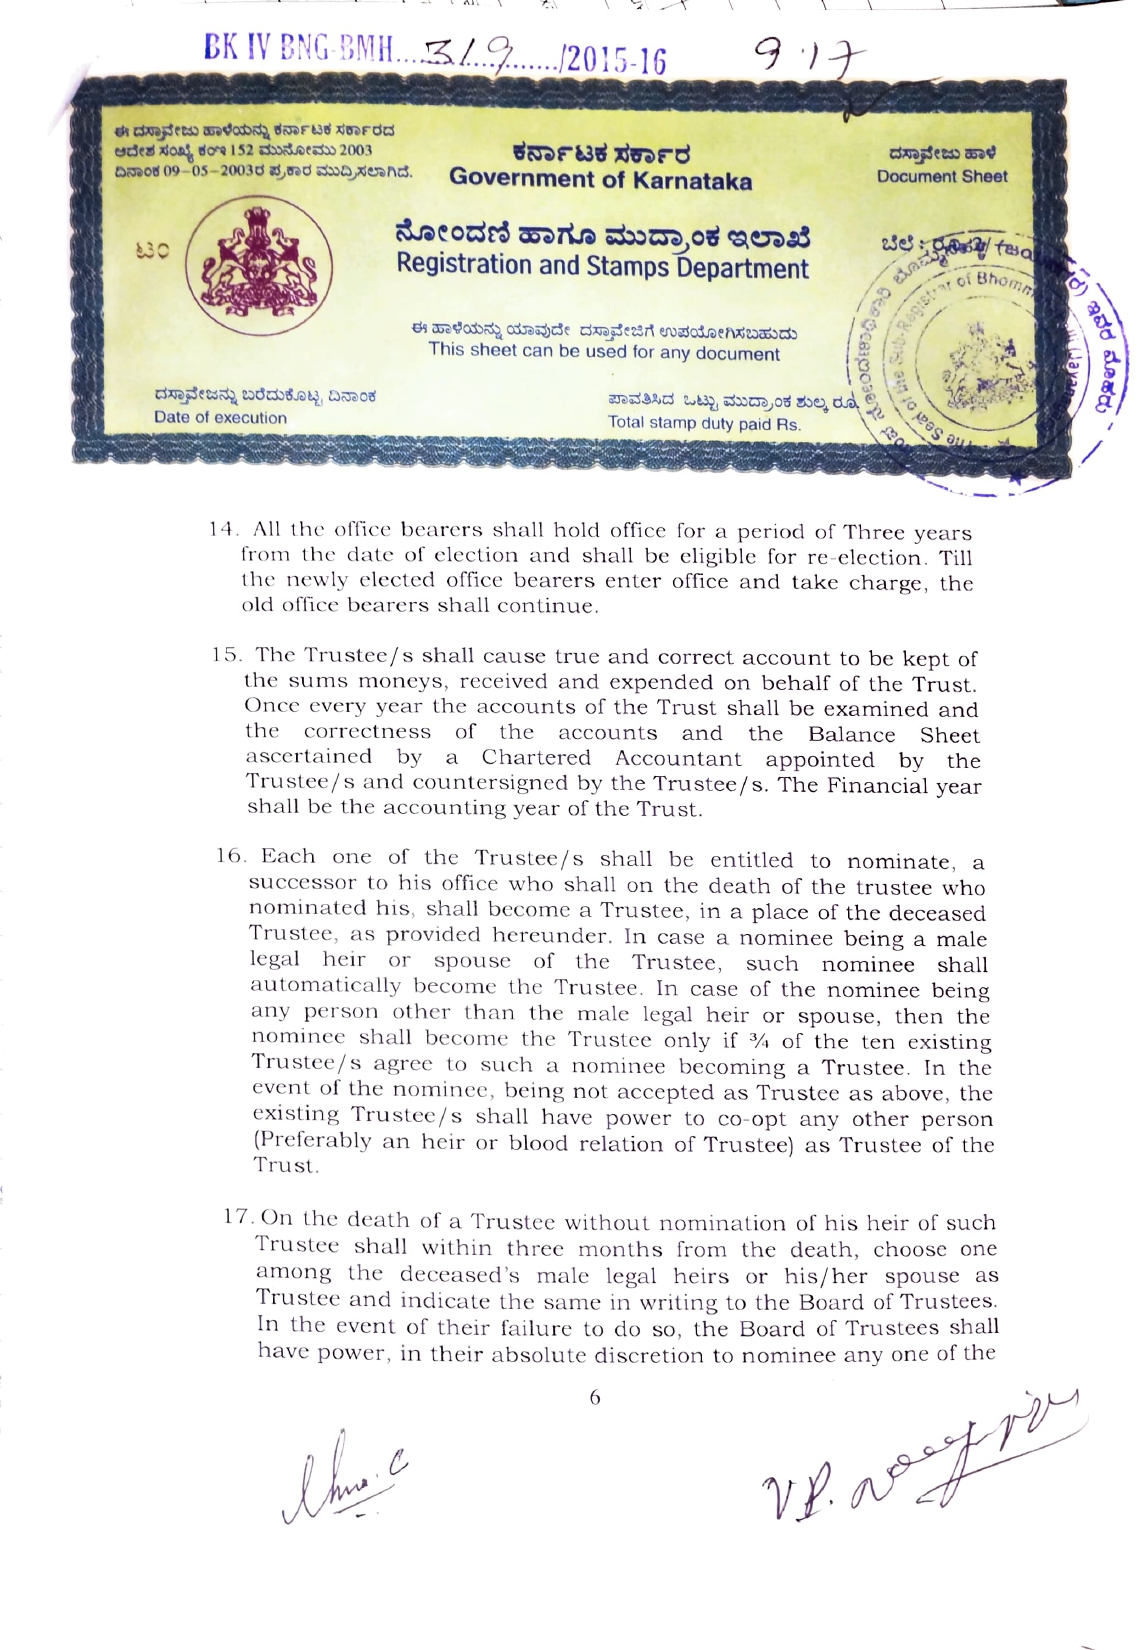 BK IV BNG-BMH....319......./2015-16 9.17
ಈ ದಸ್ತಾವೇಜು ಹಾಳೆಯನ್ನು ಕರ್ನಾಟಕ ಸರ್ಕಾರದ
ಆದೇಶ ಸಂಖ್ಯೆ ಕಂಇ 152 ಮುನೋಮು 2003
ದಿನಾಂಕ 09-05-2003ರ ಪ್ರಕಾರ ಮುದ್ರಿಸಲಾಗಿದೆ.
ಕರ್ನಾಟಕ ಸರ್ಕಾರ
Government of Karnataka
ದಸ್ತಾವೇಜು ಹಾಳೆ
Document Sheet
ನೋಂದಣಿ ಹಾಗೂ ಮುದ್ರಾಂಕ ಇಲಾಖೆ
Registration and Stamps Department
ಬೆಲೆ :
ಈ ಹಾಳೆಯನ್ನು ಯಾವುದೇ ದಸ್ತಾವೇಜಿಗೆ ಉಪಯೋಗಿಸಬಹುದು
This sheet can be used for any document
ದಸ್ತಾವೇಜನ್ನು ಬರೆದುಕೊಟ್ಟ ದಿನಾಂಕ
Date of execution
ಪಾವತಿಸಿದ ಒಟ್ಟು ಮುದ್ರಾಂಕ ಶುಲ್ಕ ರೂ.
Total stamp duty paid Rs.
The Seal of the Sub-Registrar of Bhomm
14. All the office bearers shall hold office for a period of Three years
from the date of election and shall be eligible for re-election. Till
the newly elected office bearers enter office and take charge, the
old office bearers shall continue.
15. The Trustee/s shall cause true and correct account to be kept of
the sums moneys, received and expended on behalf of the Trust.
Once every year the accounts of the Trust shall be examined and
the correctness of the accounts and the Balance Sheet
ascertained by a Chartered Accountant appointed by the
Trustee/s and countersigned by the Trustee/s. The Financial year
shall be the accounting year of the Trust.
16. Each one of the Trustee/s shall be entitled to nominate, a
successor to his office who shall on the death of the trustee who
nominated his, shall become a Trustee, in a place of the deceased
Trustee, as provided hereunder. In case a nominee being a male
legal heir or spouse of the Trustee, such nominee shall
automatically become the Trustee. In case of the nominee being
any person other than the male legal heir or spouse, then the
nominee shall become the Trustee only if ¾ of the ten existing
Trustee/s agree to such a nominee becoming a Trustee. In the
event of the nominee, being not accepted as Trustee as above, the
existing Trustee/s shall have power to co-opt any other person
(Preferably an heir or blood relation of Trustee) as Trustee of the
Trust.
17. On the death of a Trustee without nomination of his heir of such
Trustee shall within three months from the death, choose one
among the deceased's male legal heirs or his/her spouse as
Trustee and indicate the same in writing to the Board of Trustees.
In the event of their failure to do so, the Board of Trustees shall
have power, in their absolute discretion to nominee any one of the
6